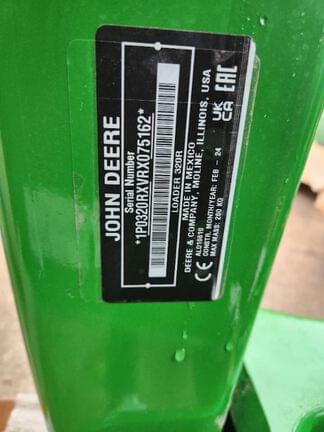 JOHN DEERE
Serial Number
*1P0320RXVRX075162*
LOADER 320R
MADE IN MEXICO
DEERE & COMPANY, MOLINE, ILLINOIS, USA
CONSTR. MONTH/YEAR: FEB - 24
MAX MASS: 280 KG
CE
UK
CA
EAC